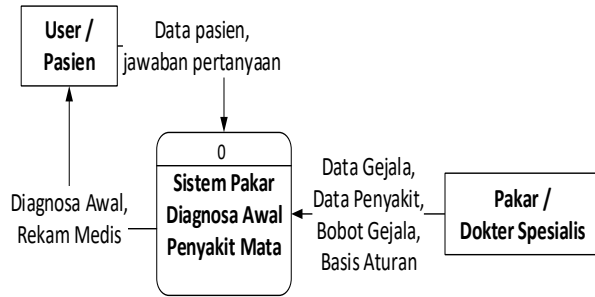 User /
Pasien
Data pasien,
jawaban pertanyaan
0
Sistem Pakar
Diagnosa Awal
Penyakit Mata
Diagnosa Awal,
Rekam Medis
Data Gejala,
Data Penyakit,
Bobot Gejala,
Basis Aturan
Pakar /
Dokter Spesialis